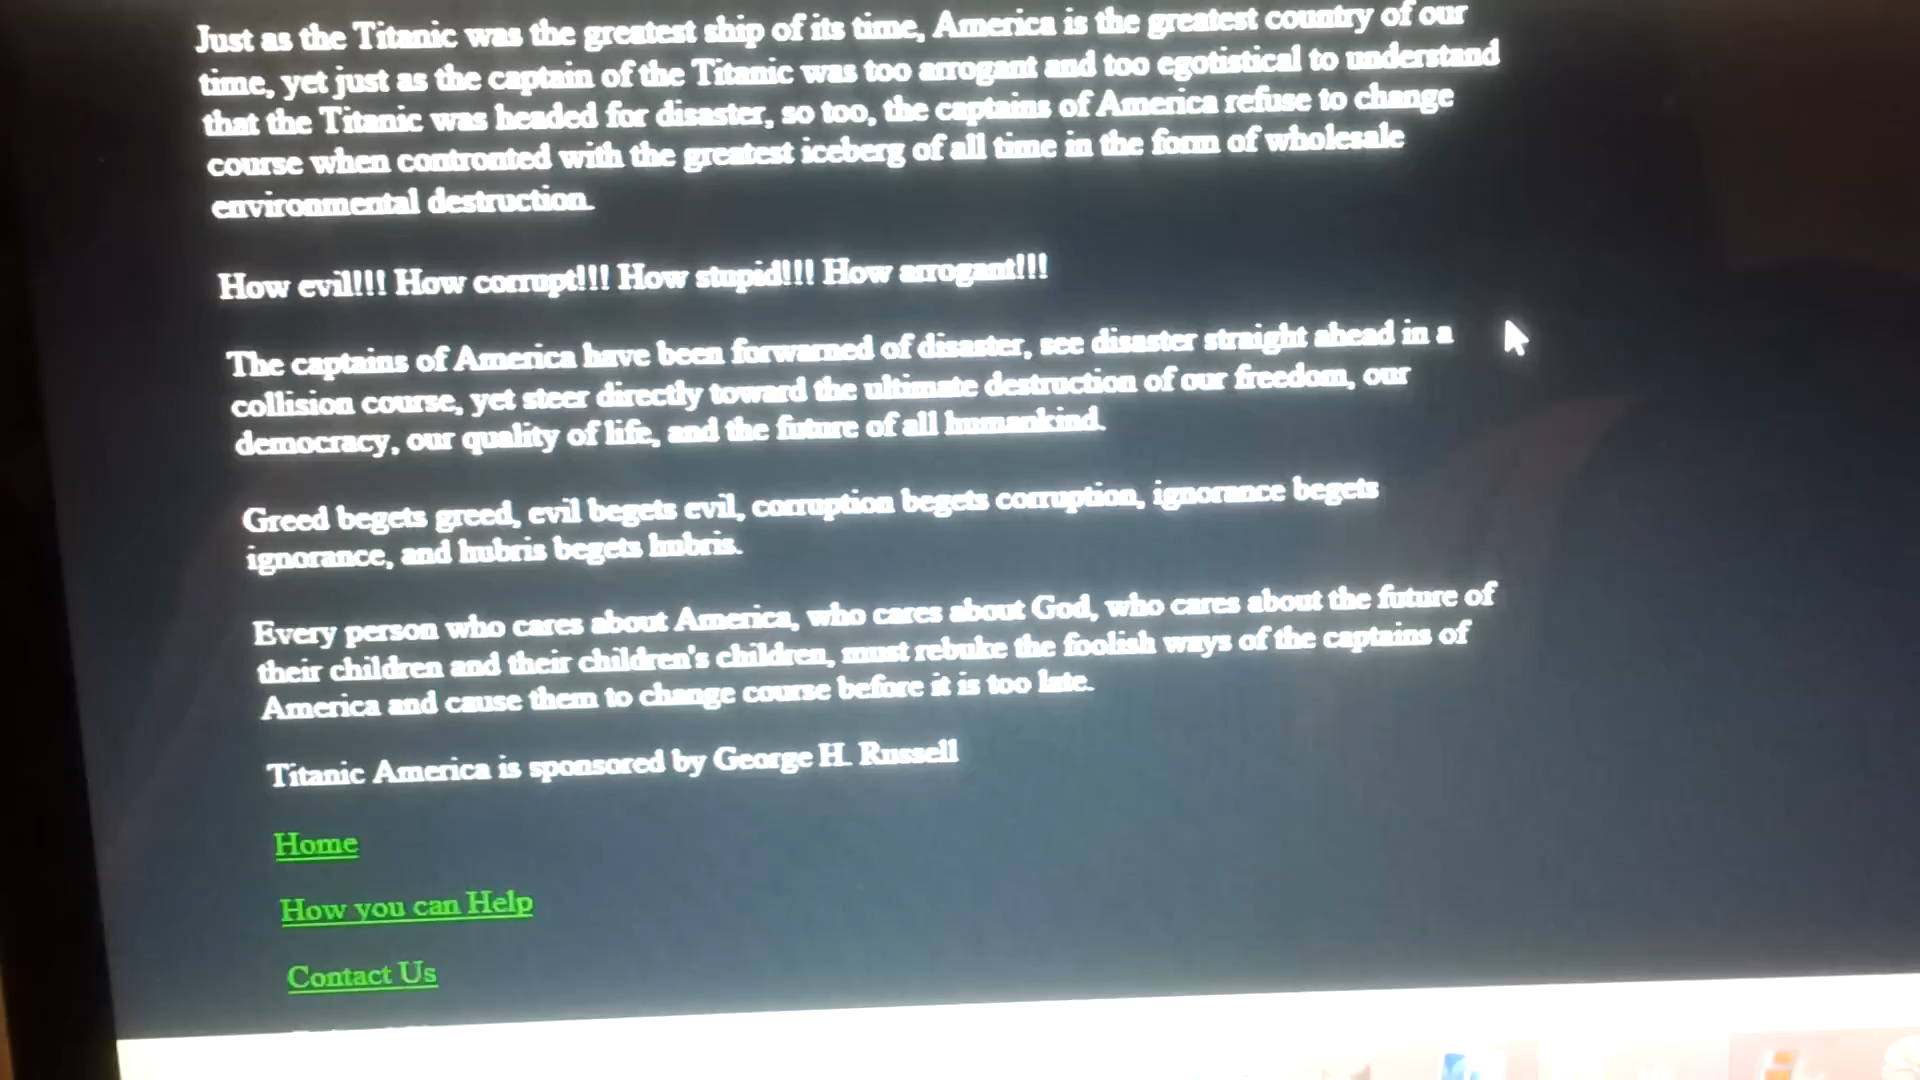 Just as the Titanic was the greatest ship of its time, America is the greatest country of our
time, yet just as the captain of the Titanic was too arrogant and too egotistical to understand
that the Titanic was headed for disaster, so too, the captains of America refuse to change
course when confronted with the greatest iceberg of all time in the form of wholesale
environmental destruction.
How evil!!! How corrupt!!! How stupid!!! How arrogant!!!
The captains of America have been forwarned of disaster, see disaster straight ahead in a
collision course, yet steer directly toward the ultimate destruction of our freedom, our
democracy, our quality of life, and the future of all humankind.
Greed begets greed, evil begets evil, corruption begets corruption, ignorance begets
ignorance, and hubris begets hubris.
Every person who cares about America, who cares about God, who cares about the future of
their children and their children's children, must rebuke the foolish ways of the captains of
America and cause them to change course before it is too late.
Titanic America is sponsored by George H. Russell
Home
How you can Help
Contact Us